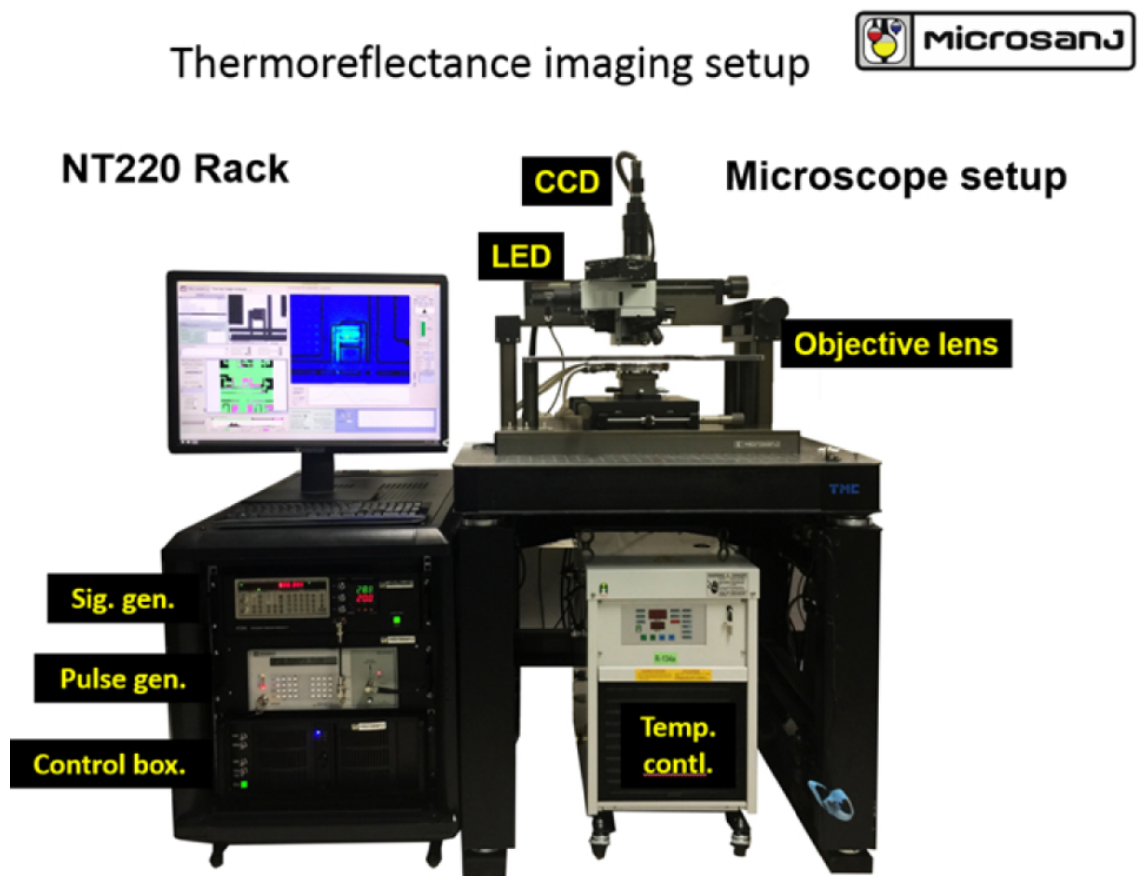 Thermoreflectance imaging setup
MICROSANJ
NT220 Rack
CCD
Microscope setup
LED
Objective lens
MICROSANJ
TMC
Sig. gen.
Pulse gen.
Temp.
contl.
Control box.